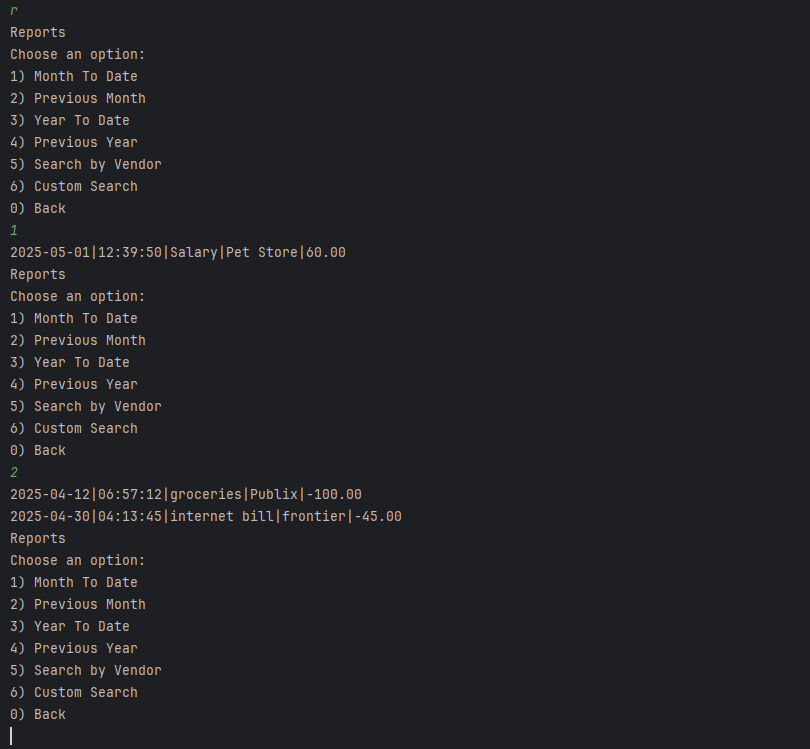 r
Reports
Choose an option:
1) Month To Date
2) Previous Month
3) Year To Date
4) Previous Year
5) Search by Vendor
6) Custom Search
0) Back
1
2025-05-01|12:39:50|Salary|Pet Store|60.00
Reports
Choose an option:
1) Month To Date
2) Previous Month
3) Year To Date
4) Previous Year
5) Search by Vendor
6) Custom Search
0) Back
2
2025-04-12|06:57:12|groceries|Publix|-100.00
2025-04-30|04:13:45|internet bill|frontier|-45.00
Reports
Choose an option:
1) Month To Date
2) Previous Month
3) Year To Date
4) Previous Year
5) Search by Vendor
6) Custom Search
0) Back